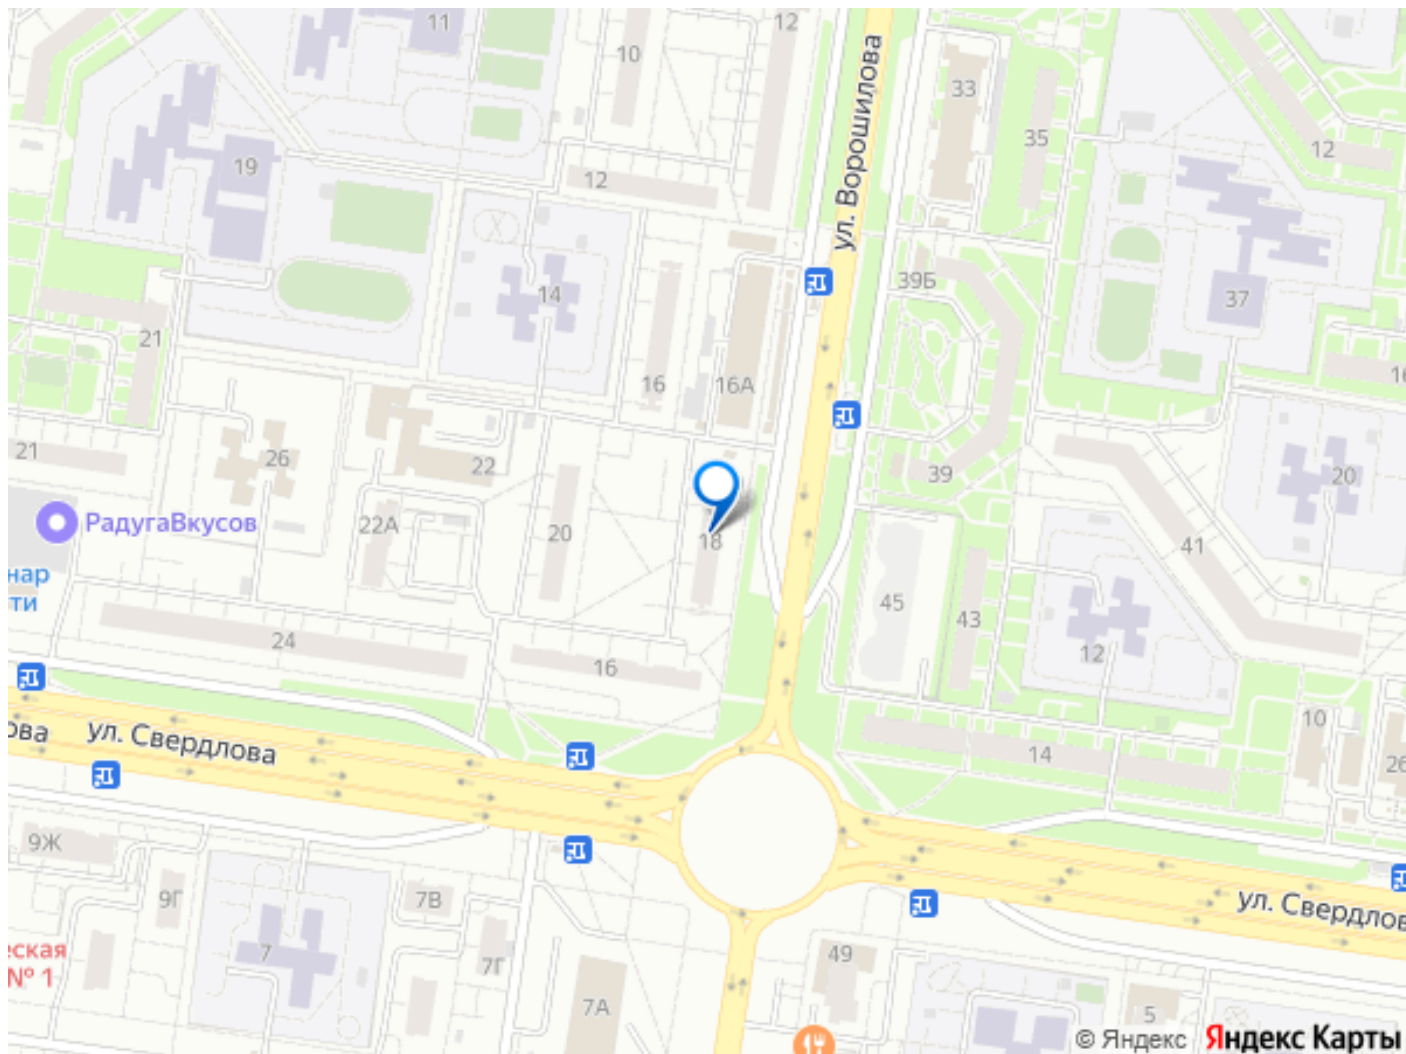 11
12
10
ул. Ворошилова
33
35
12
19
12
39Б
37
14
21
16
16А
16
21
26
22
39
20
РадугаВкусов
22А
20
18
41
нар
ти
45
43
24
16
12
ова
ул. Свердлова
10
14
26
9Ж
9Г
7В
ул. Свердлов
еская
№ 1
7
7Г
49
7А
5
© Яндекс
Яндекс Карты